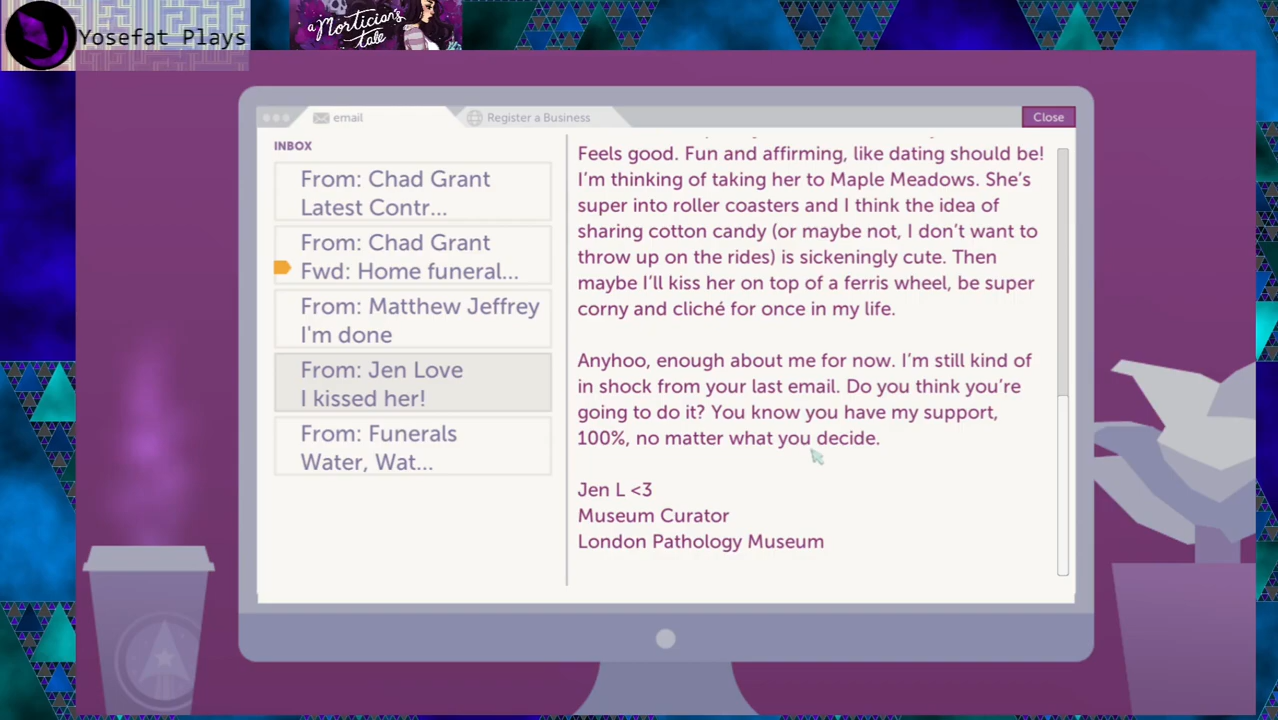 Yosefat Plays
a Mortician's
tale
email
Register a Business
Close
INBOX
From: Chad Grant
Latest Contr...
From: Chad Grant
Fwd: Home funeral...
From: Matthew Jeffrey
I'm done
From: Jen Love
I kissed her!
From: Funerals
Water, Wat...
Feels good. Fun and affirming, like dating should be!
I'm thinking of taking her to Maple Meadows. She's
super into roller coasters and I think the idea of
sharing cotton candy (or maybe not, I don't want to
throw up on the rides) is sickeningly cute. Then
maybe I'll kiss her on top of a ferris wheel, be super
corny and cliché for once in my life.
Anyhoo, enough about me for now. I'm still kind of
in shock from your last email. Do you think you're
going to do it? You know you have my support,
100%, no matter what you decide.
Jen L <3
Museum Curator
London Pathology Museum